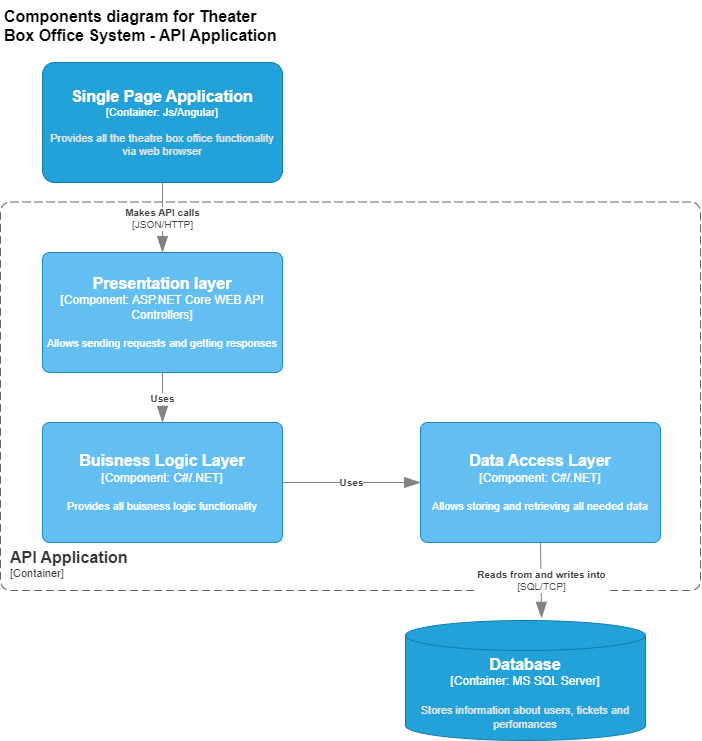 Components diagram for Theater
Box Office System - API Application
Single Page Application
[Container: Js/Angular]
Provides all the theatre box office functionality
via web browser
Makes API calls
[JSON/HTTP]
Presentation layer
[Component: ASP.NET Core WEB API
Controllers]
Allows sending requests and getting responses
Uses
Buisness Logic Layer
[Component: C#/.NET]
Provides all buisness logic functionality
Uses
Data Access Layer
[Component: C#/.NET]
Allows storing and retrieving all needed data
API Application
[Container]
Reads from and writes into
[SQL/TCP]
Database
[Container: MS SQL Server]
Stores information about users, tickets and
perfomances